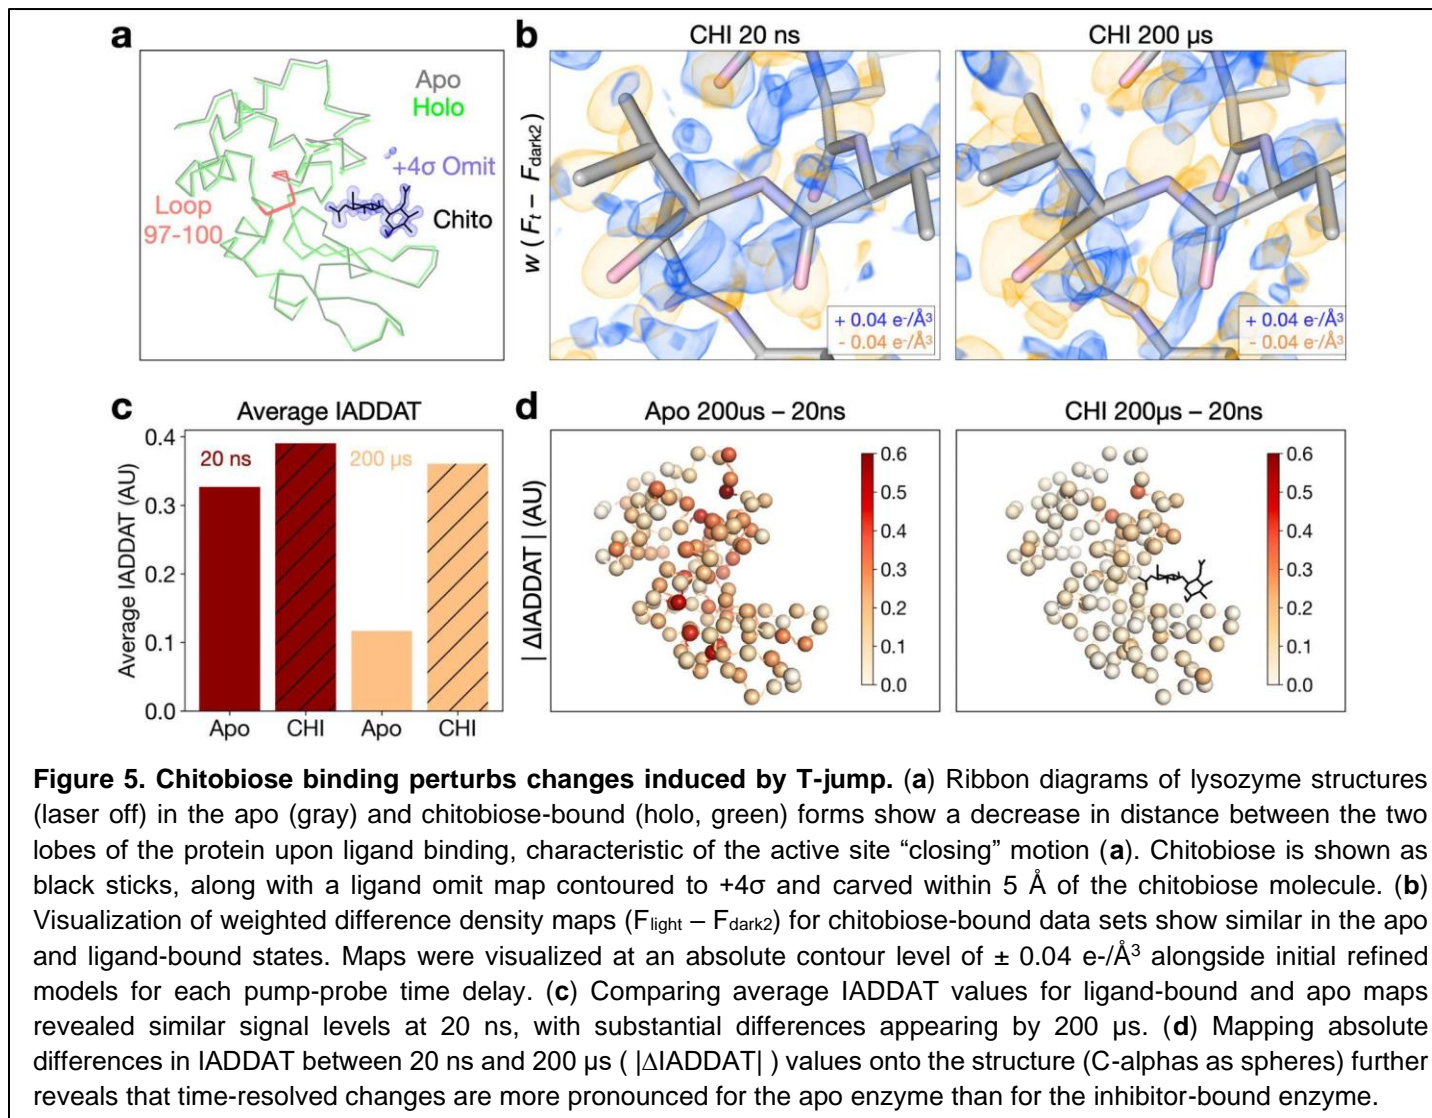 a
Apo
Holo
+4σ Omit
Loop
97-100
Chito
b
CHI 20 ns
CHI 200 µs
w ( Ft – Fdark2)
+ 0.04 e-/Å³
- 0.04 e-/Å³
+ 0.04 e-/Å³
- 0.04 e-/Å³
c
Average IADDAT
Average IADDAT (AU)
0.4
0.3
0.2
0.1
0.0
20 ns
200 µs
Apo
CHI
Apo
CHI
d
Apo 200us – 20ns
CHI 200µs – 20ns
| ΔIADDAT | (AU)
0.6
0.5
0.4
0.3
0.2
0.1
0.0
0.6
0.5
0.4
0.3
0.2
0.1
0.0
Figure 5. Chitobiose binding perturbs changes induced by T-jump. (a) Ribbon diagrams of lysozyme structures
(laser off) in the apo (gray) and chitobiose-bound (holo, green) forms show a decrease in distance between the two
lobes of the protein upon ligand binding, characteristic of the active site “closing” motion (a). Chitobiose is shown as
black sticks, along with a ligand omit map contoured to +4σ and carved within 5 Å of the chitobiose molecule. (b)
Visualization of weighted difference density maps (Flight – Fdark2) for chitobiose-bound data sets show similar in the apo
and ligand-bound states. Maps were visualized at an absolute contour level of ± 0.04 e-/Å³ alongside initial refined
models for each pump-probe time delay. (c) Comparing average IADDAT values for ligand-bound and apo maps
revealed similar signal levels at 20 ns, with substantial differences appearing by 200 µs. (d) Mapping absolute
differences in IADDAT between 20 ns and 200 µs ( |ΔIADDAT| ) values onto the structure (C-alphas as spheres) further
reveals that time-resolved changes are more pronounced for the apo enzyme than for the inhibitor-bound enzyme.